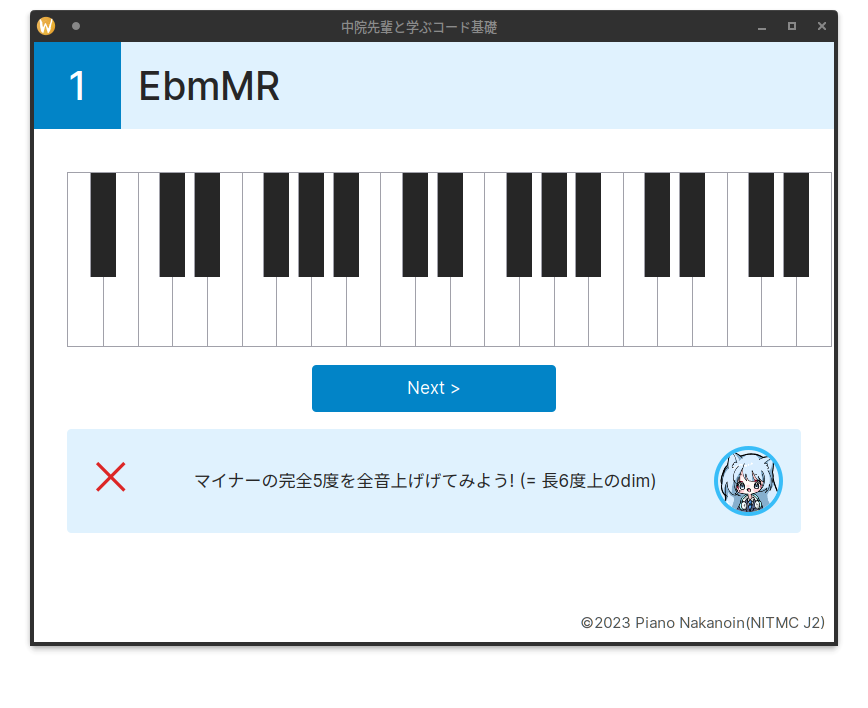 中院先輩と学ぶコード基礎
1
EbmMR
Next >
マイナーの完全5度を全音上げげてみよう! (= 長6度上のdim)
©2023 Piano Nakanoin(NITMC J2)